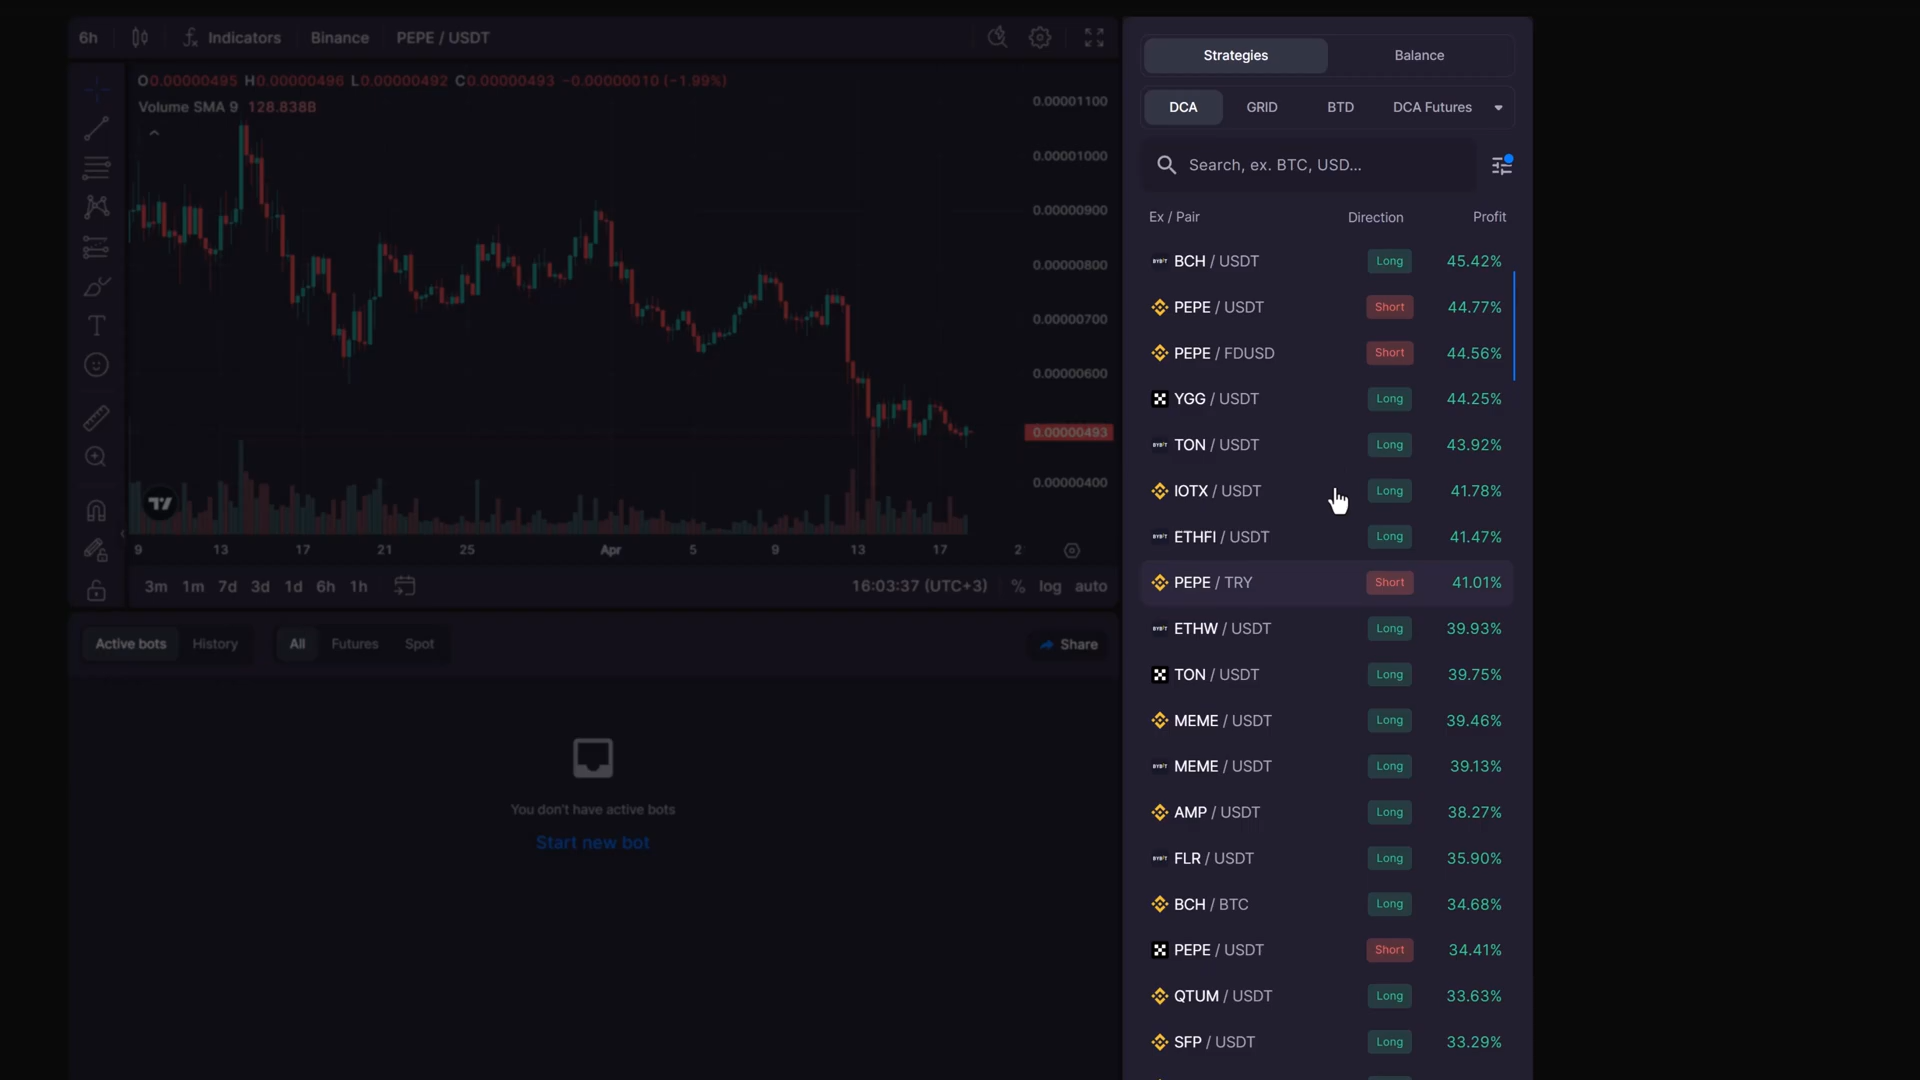 6h Indicators Binance PEPE / USDT
O0.00000495 H0.00000496 L0.00000492 C0.00000493 −0.00000010 (−1.99%)
Volume SMA 9 128.838B
0.00001100
0.00001000
0.00000900
0.00000800
0.00000700
0.00000600
0.00000493
0.00000400
9 13 17 21 25 Apr 5 9 13 17
3m 1m 7d 3d 1d 6h 1h 16:03:37 (UTC+3) % log auto
Active bots History All Futures Spot Share
You don't have active bots
Start new bot
Strategies Balance
DCA GRID BTD DCA Futures
Search, ex. BTC, USD...
Ex / Pair Direction Profit
BYBIT BCH / USDT Long 45.42%
PEPE / USDT Short 44.77%
PEPE / FDUSD Short 44.56%
YGG / USDT Long 44.25%
BYBIT TON / USDT Long 43.92%
IOTX / USDT Long 41.78%
BYBIT ETHFI / USDT Long 41.47%
PEPE / TRY Short 41.01%
BYBIT ETHW / USDT Long 39.93%
TON / USDT Long 39.75%
MEME / USDT Long 39.46%
BYBIT MEME / USDT Long 39.13%
AMP / USDT Long 38.27%
BYBIT FLR / USDT Long 35.90%
BCH / BTC Long 34.68%
PEPE / USDT Short 34.41%
QTUM / USDT Long 33.63%
SFP / USDT Long 33.29%